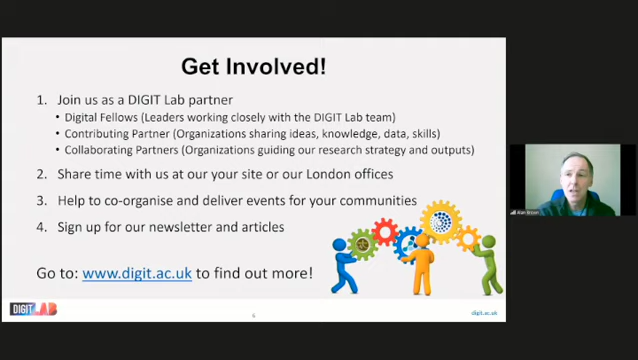 Get Involved!
1. Join us as a DIGIT Lab partner
• Digital Fellows (Leaders working closely with the DIGIT Lab team)
• Contributing Partner (Organizations sharing ideas, knowledge, data, skills)
• Collaborating Partners (Organizations guiding our research strategy and outputs)
2. Share time with us at our your site or our London offices
3. Help to co-organise and deliver events for your communities
4. Sign up for our newsletter and articles
Go to: www.digit.ac.uk to find out more!
DIGIT LAB
6
digit.ac.uk
Alan Brown